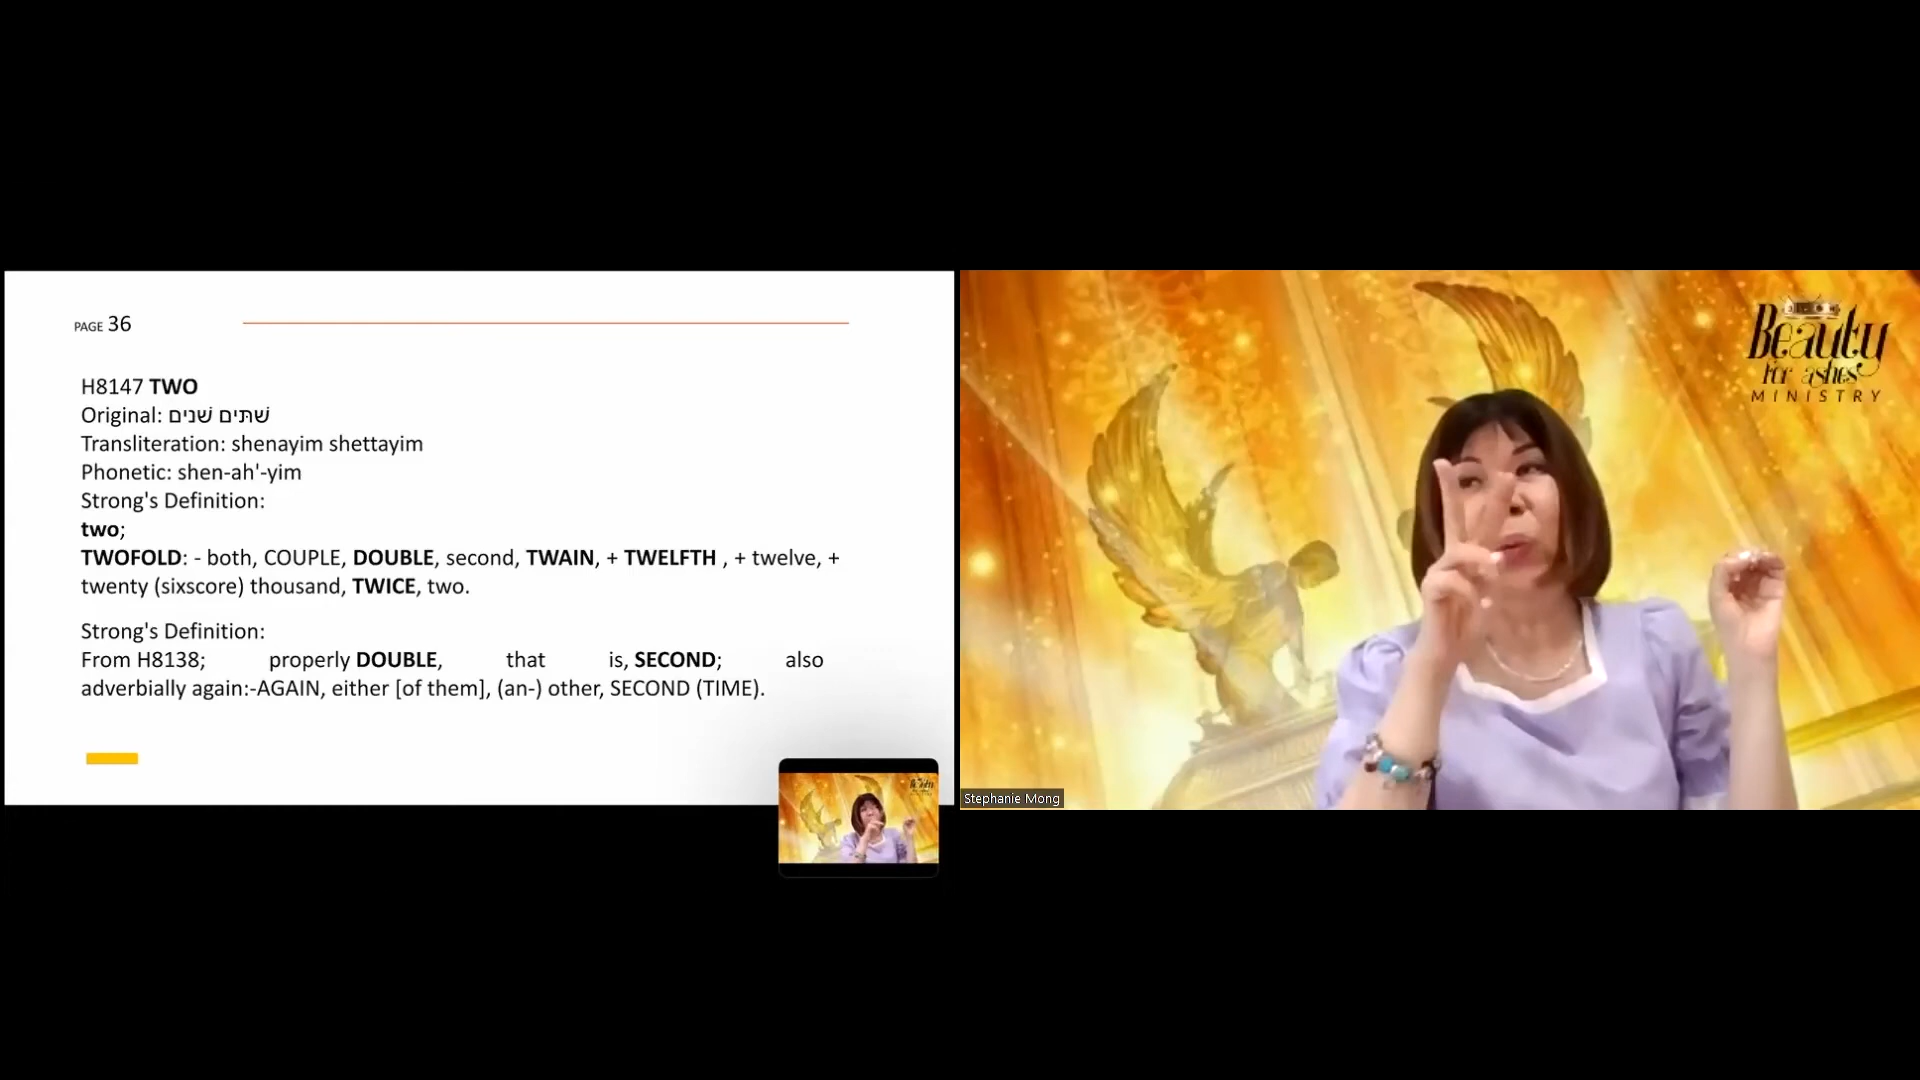 PAGE 36
H8147 TWO
Original: שׁתּים שׁנים
Transliteration: shenayim shettayim
Phonetic: shen-ah'-yim
Strong's Definition:
two;
TWOFOLD: - both, COUPLE, DOUBLE, second, TWAIN, + TWELFTH , + twelve, +
twenty (sixscore) thousand, TWICE, two.
Strong's Definition:
From H8138; properly DOUBLE, that is, SECOND; also
adverbially again:-AGAIN, either [of them], (an-) other, SECOND (TIME).
Beauty
For ashes
MINISTRY
Stephanie Mong